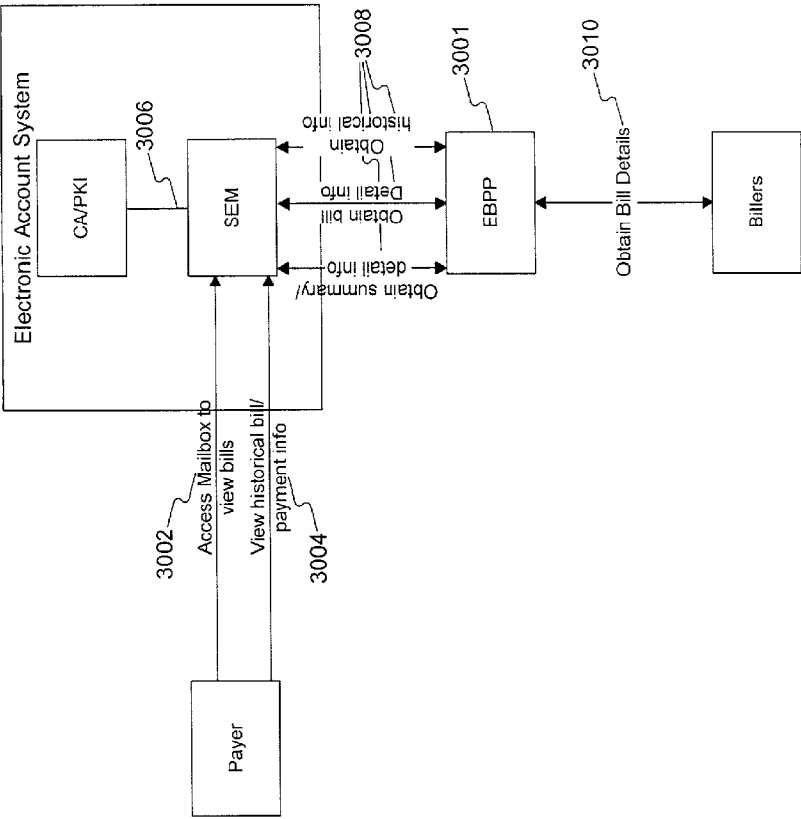 Electronic Account System
CA/PKI
3006
SEM
3008
Obtain
historical info
Obtain bill
Detail info
Obtain summary/
detail info
3001
EBPP
3010
Obtain Bill Details
Billers
3002
Access Mailbox to
view bills
View historical bill/
payment info
3004
Payer